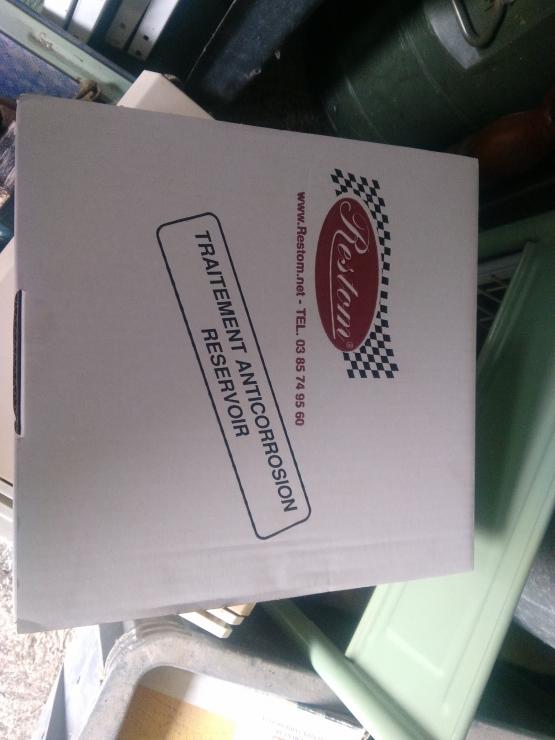 Restom®
www.Restom.net - TEL. 03 85 74 95 60
TRAITEMENT ANTICORROSION
RESERVOIR